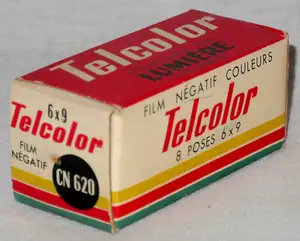 Telcolor
LUMIÈRE
6x9
Telcolor
FILM
NÉGATIF
CN 620
FILM NÉGATIF COULEURS
Telcolor
8 POSES 6x9